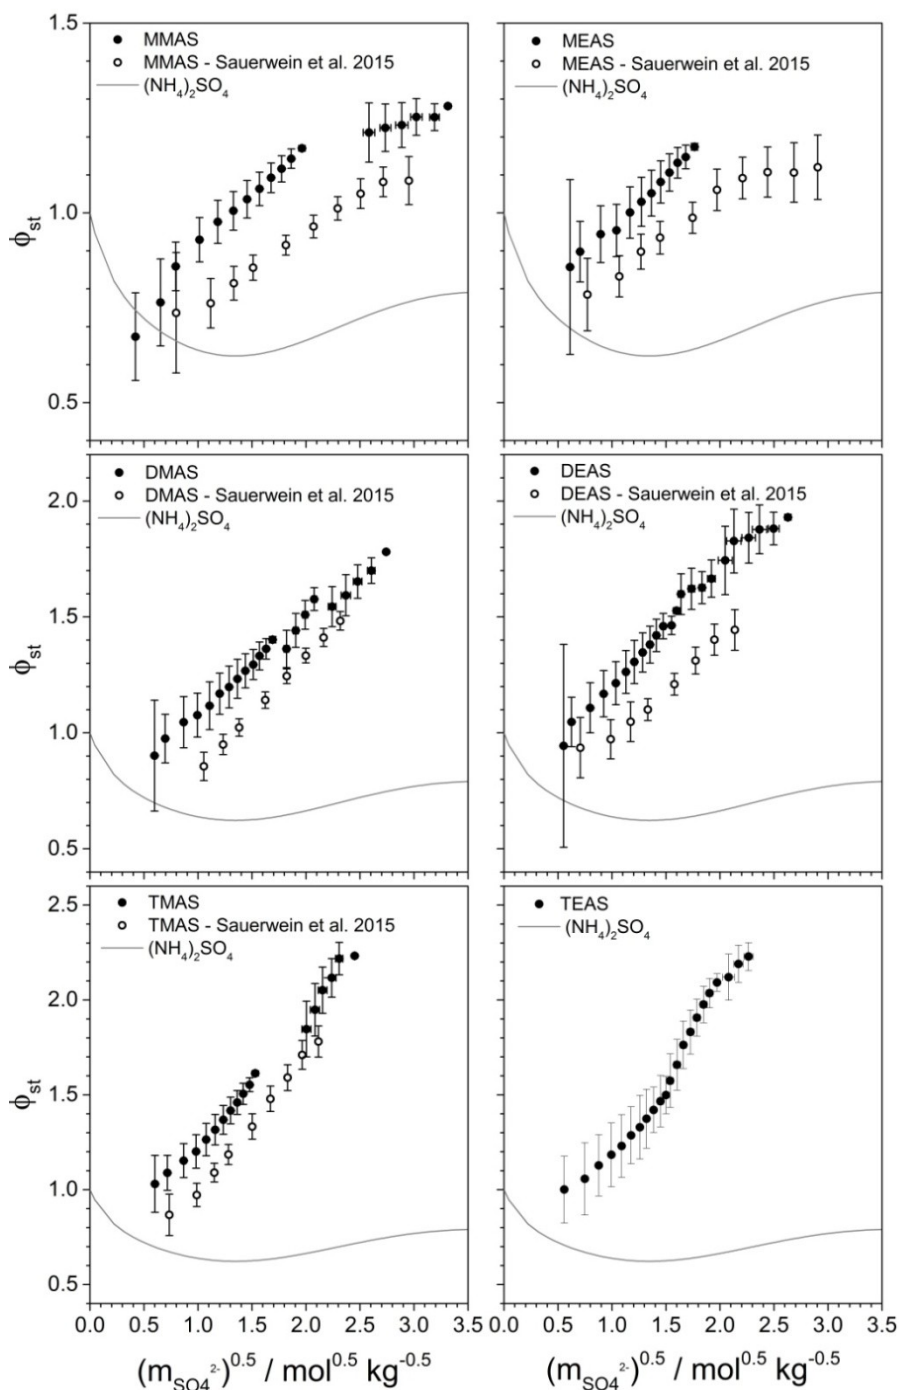 1.5
MMAS
MMAS - Sauerwein et al. 2015
(NH₄)₂SO₄
1.0
ϕst
0.5
MEAS
MEAS - Sauerwein et al. 2015
(NH₄)₂SO₄
DMAS
DMAS - Sauerwein et al. 2015
(NH₄)₂SO₄
2.0
1.5
ϕst
1.0
0.5
DEAS
DEAS - Sauerwein et al. 2015
(NH₄)₂SO₄
2.5
TMAS
TMAS - Sauerwein et al. 2015
(NH₄)₂SO₄
2.0
ϕst
1.5
1.0
0.5
TEAS
(NH₄)₂SO₄
0.0 0.5 1.0 1.5 2.0 2.5 3.0 3.5
0.0 0.5 1.0 1.5 2.0 2.5 3.0 3.5
(mSO4²⁻)⁰·⁵ / mol⁰·⁵ kg⁻⁰·⁵
(mSO4²⁻)⁰·⁵ / mol⁰·⁵ kg⁻⁰·⁵